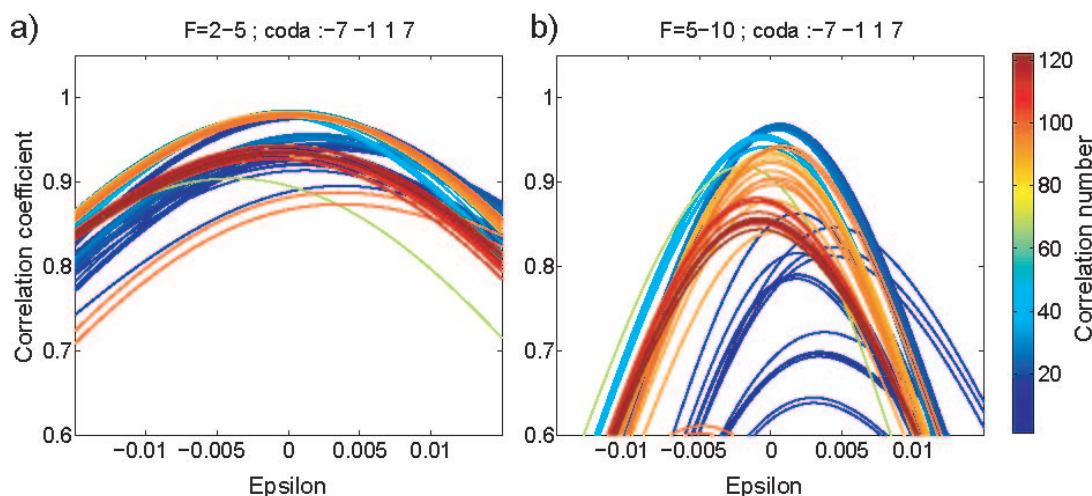 a)
F=2−5 ; coda :−7 −1 1 7
b)
F=5−10 ; coda :−7 −1 1 7
Correlation coefficient
1
0.9
0.8
0.7
0.6
−0.01 −0.005 0 0.005 0.01
Epsilon
1
0.9
0.8
0.7
0.6
−0.01 −0.005 0 0.005 0.01
Epsilon
120
100
80
60
40
20
Correlation number